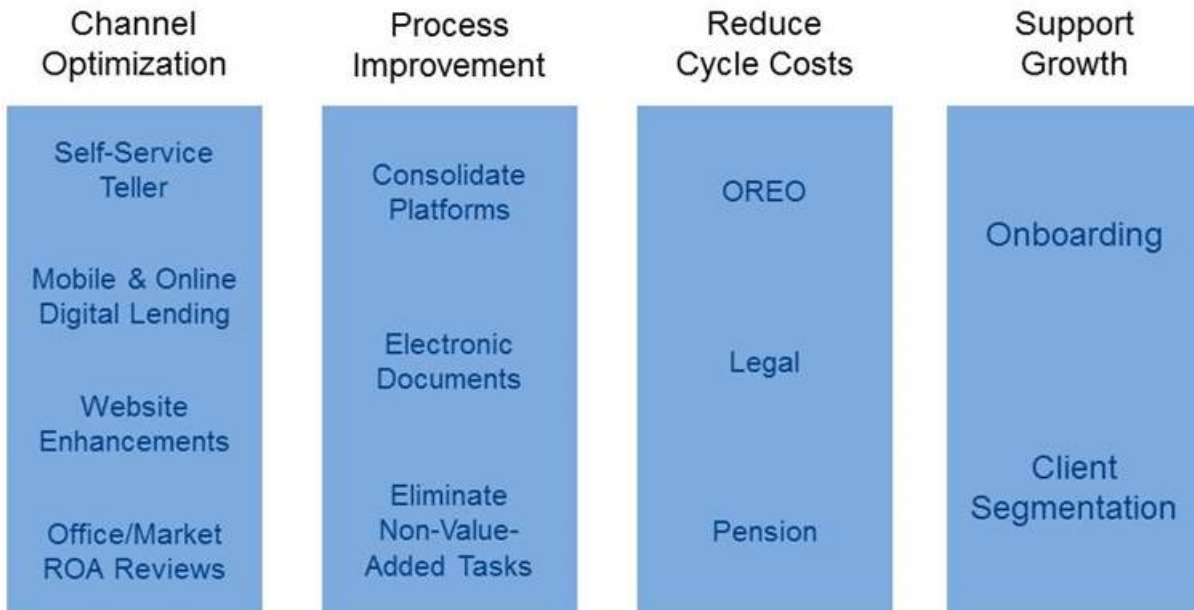 Channel
Optimization
Self-Service
Teller
Mobile & Online
Digital Lending
Website
Enhancements
Office/Market
ROA Reviews
Process
Improvement
Consolidate
Platforms
Electronic
Documents
Eliminate
Non-Value-
Added Tasks
Reduce
Cycle Costs
OREO
Legal
Pension
Support
Growth
Onboarding
Client
Segmentation